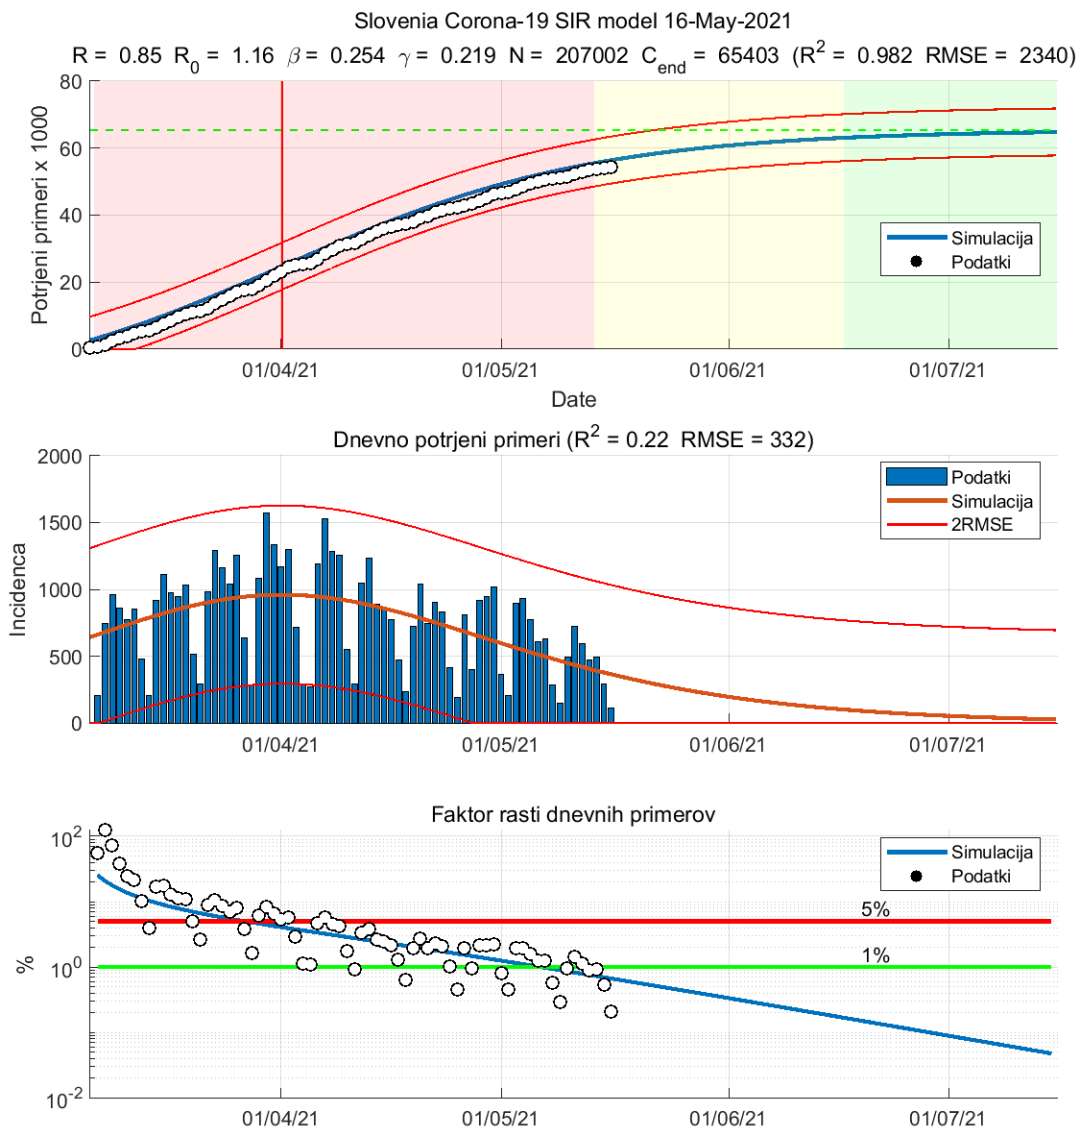 Slovenia Corona-19 SIR model 16-May-2021
R = 0.85 R0 = 1.16 β = 0.254 γ = 0.219 N = 207002 Cend = 65403 (R2 = 0.982 RMSE = 2340)
80
60
40
20
0
Potrjeni primeri x 1000
Simulacija
Podatki
01/04/21 01/05/21 01/06/21 01/07/21
Date
Dnevno potrjeni primeri (R2 = 0.22 RMSE = 332)
2000
1500
1000
500
0
Incidenca
Podatki
Simulacija
2RMSE
01/04/21 01/05/21 01/06/21 01/07/21
Faktor rasti dnevnih primerov
102
100
10-2
%
Simulacija
Podatki
5%
1%
01/04/21 01/05/21 01/06/21 01/07/21